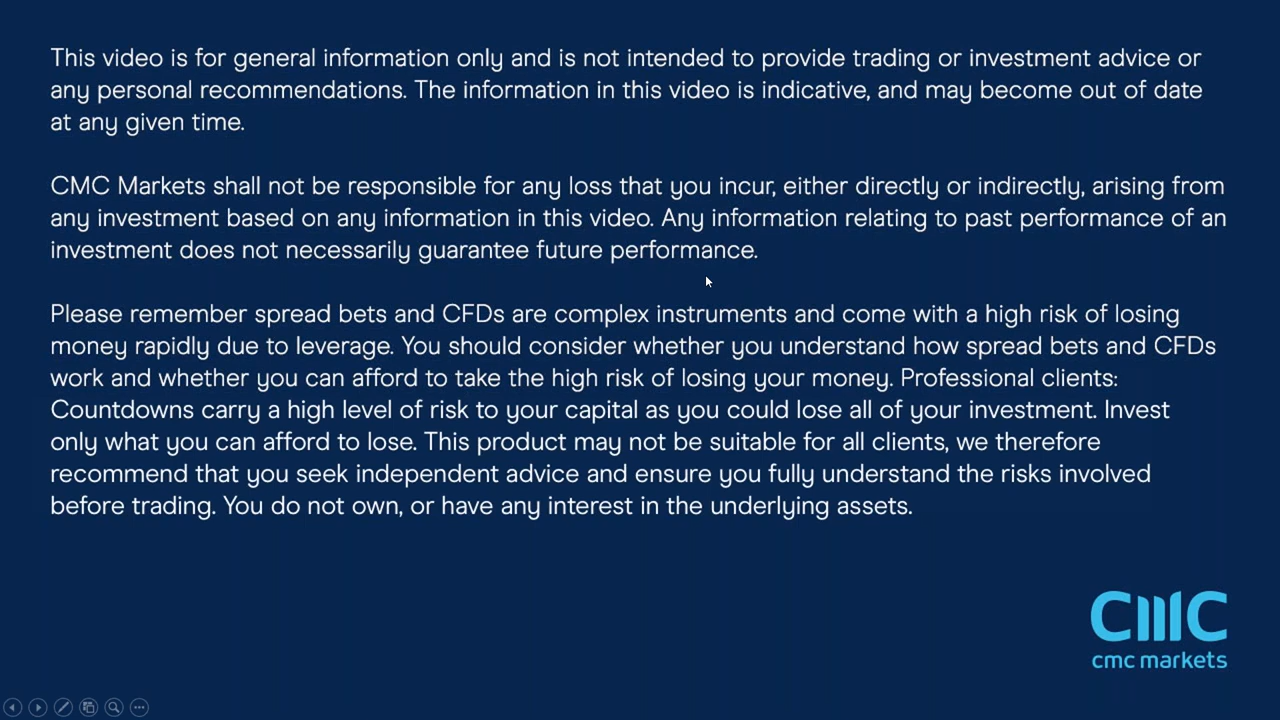 This video is for general information only and is not intended to provide trading or investment advice or
any personal recommendations. The information in this video is indicative, and may become out of date
at any given time.
CMC Markets shall not be responsible for any loss that you incur, either directly or indirectly, arising from
any investment based on any information in this video. Any information relating to past performance of an
investment does not necessarily guarantee future performance.
Please remember spread bets and CFDs are complex instruments and come with a high risk of losing
money rapidly due to leverage. You should consider whether you understand how spread bets and CFDs
work and whether you can afford to take the high risk of losing your money. Professional clients:
Countdowns carry a high level of risk to your capital as you could lose all of your investment. Invest
only what you can afford to lose. This product may not be suitable for all clients, we therefore
recommend that you seek independent advice and ensure you fully understand the risks involved
before trading. You do not own, or have any interest in the underlying assets.
CMC
cmc markets